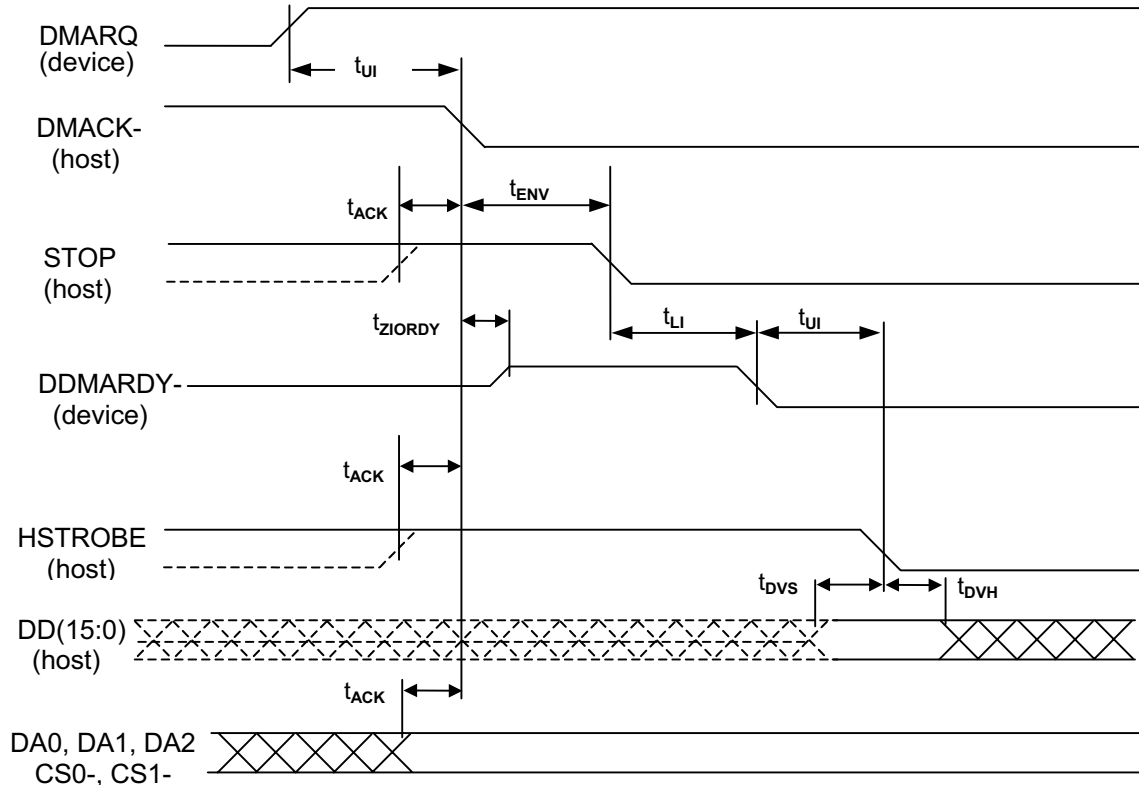 DMARQ
(device)
tUI
DMACK-
(host)
tACK
tENV
STOP
(host)
tZIORDY
tLI
tUI
DDMARDY-
(device)
tACK
HSTROBE
(host)
tDVS
tDVH
DD(15:0)
(host)
tACK
DA0, DA1, DA2
CS0-, CS1-